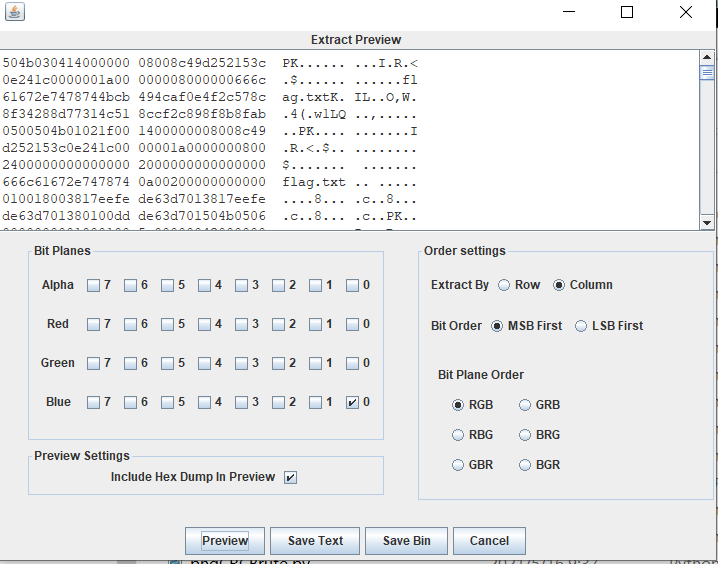 Extract Preview
504b030414000000 08008c49d252153c PK...... ...I.R.<
0e241c0000001a00 000008000000666c .$...... ......fl
61672e7478744bcb 494caf0e4f2c578c ag.txtK. IL..O,W.
8f34288d77314c51 8ccf2c898f8b8fab .4(.w1LQ ..,.....
0500504b01021f00 1400000008008c49 ..PK.... .......I
d252153c0e241c00 00001a0000000800 .R.<.$.. ........
2400000000000000 2000000000000000 $....... .......
666c61672e747874 0a00200000000000 flag.txt .. .....
010018003817eefe de63d7013817eefe ....8... .c..8...
de63d701380100dd de63d701504b0506 .c..8... .c..PK..
Bit Planes
Alpha 7 6 5 4 3 2 1 0
Red 7 6 5 4 3 2 1 0
Green 7 6 5 4 3 2 1 0
Blue 7 6 5 4 3 2 1 0
Preview Settings
Include Hex Dump In Preview
Order settings
Extract By Row Column
Bit Order MSB First LSB First
Bit Plane Order
RGB GRB
RBG BRG
GBR BGR
Preview Save Text Save Bin Cancel